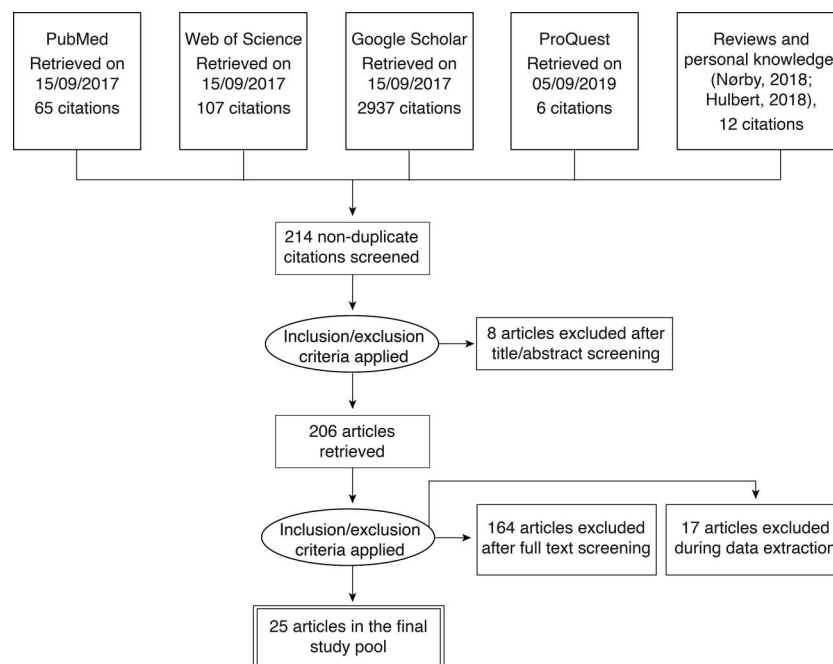 PubMed
Retrieved on
15/09/2017
65 citations
Web of Science
Retrieved on
15/09/2017
107 citations
Google Scholar
Retrieved on
15/09/2017
2937 citations
ProQuest
Retrieved on
05/09/2019
6 citations
Reviews and
personal knowledge
(Nørby, 2018;
Hulbert, 2018),
12 citations
214 non-duplicate
citations screened
Inclusion/exclusion
criteria applied
8 articles excluded after
title/abstract screening
206 articles
retrieved
Inclusion/exclusion
criteria applied
164 articles excluded
after full text screening
17 articles excluded
during data extraction
25 articles in the final
study pool